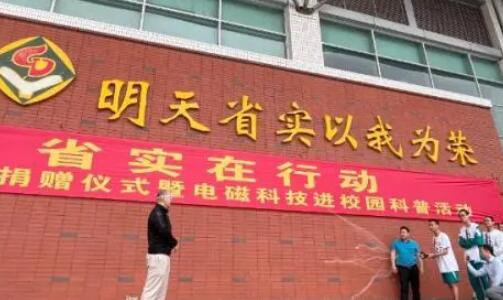 明天省实以我为荣
省实在行动
捐赠仪式暨电磁科技进校园科普活动